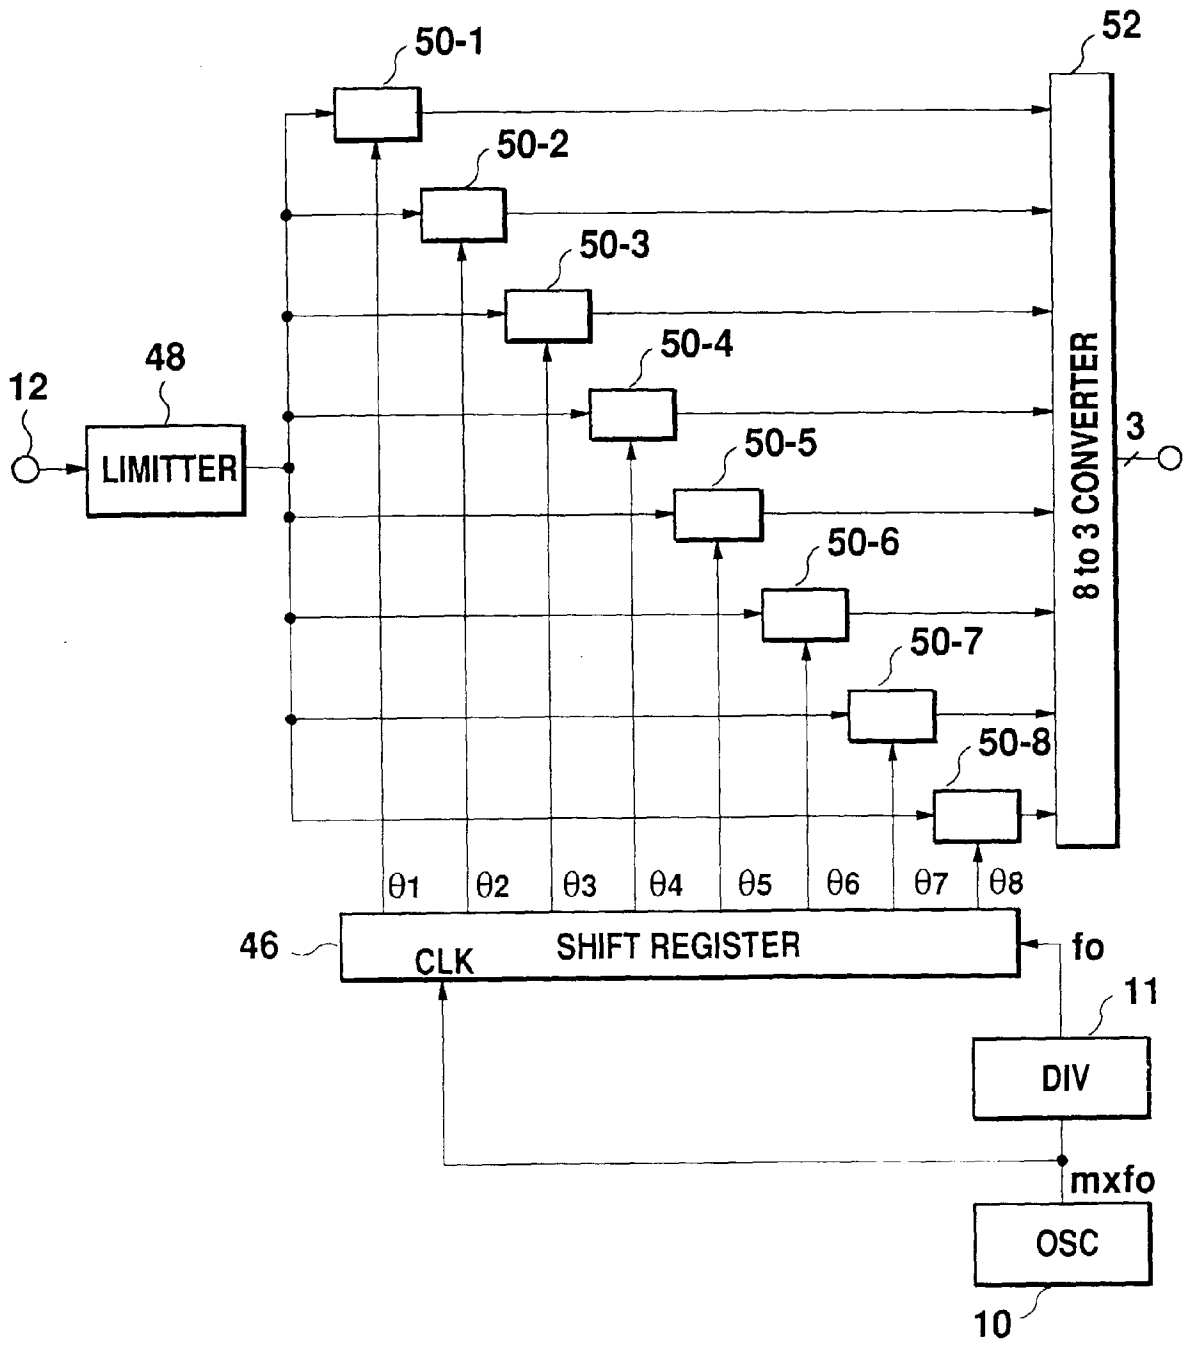 52
50-1
50-2
50-3
50-4
48
12
LIMITTER
3
50-5
8 to 3 CONVERTER
50-6
50-7
50-8
θ1 θ2 θ3 θ4 θ5 θ6 θ7 θ8
46
SHIFT REGISTER
CLK
fo
11
DIV
mxfo
OSC
10